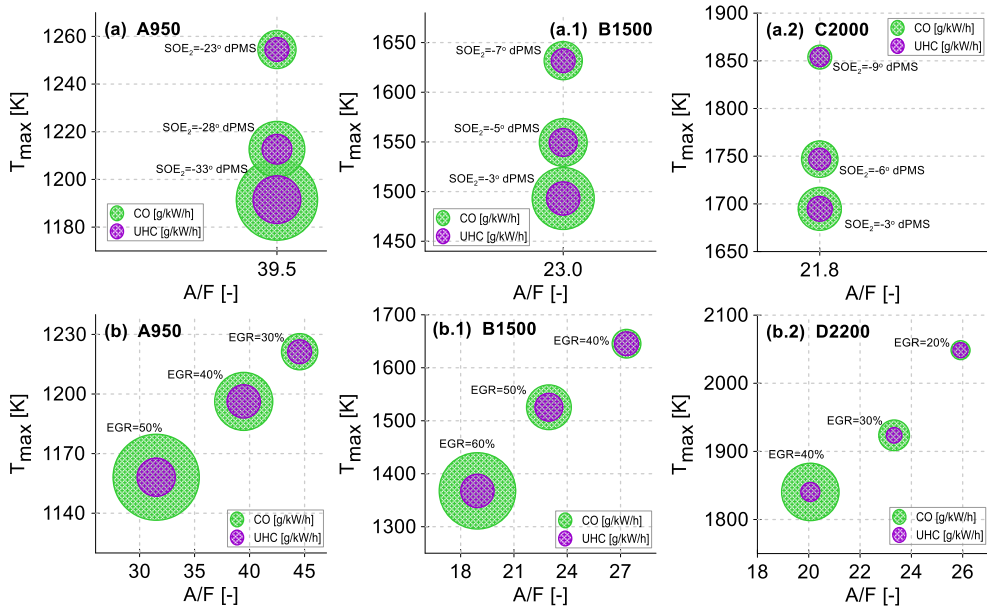 (a) A950
SOE₂=-23° dPMS
SOE₂=-28° dPMS
SOE₂=-33° dPMS
CO [g/kW/h]
UHC [g/kW/h]
1260
1240
1220
1200
1180
Tmax [K]
39.5
A/F [-]
(a.1) B1500
SOE₂=-7° dPMS
SOE₂=-5° dPMS
SOE₂=-3° dPMS
CO [g/kW/h]
UHC [g/kW/h]
1650
1600
1550
1500
1450
Tmax [K]
23.0
A/F [-]
(a.2) C2000
CO [g/kW/h]
UHC [g/kW/h]
SOE₂=-9° dPMS
SOE₂=-6° dPMS
SOE₂=-3° dPMS
1900
1850
1800
1750
1700
1650
Tmax [K]
21.8
A/F [-]
(b) A950
EGR=30%
EGR=40%
EGR=50%
CO [g/kW/h]
UHC [g/kW/h]
1230
1200
1170
1140
Tmax [K]
30 35 40 45
A/F [-]
(b.1) B1500
EGR=40%
EGR=50%
EGR=60%
CO [g/kW/h]
UHC [g/kW/h]
1700
1600
1500
1400
1300
Tmax [K]
18 21 24 27
A/F [-]
(b.2) D2200
EGR=20%
EGR=30%
EGR=40%
CO [g/kW/h]
UHC [g/kW/h]
2100
2000
1900
1800
Tmax [K]
18 20 22 24 26
A/F [-]